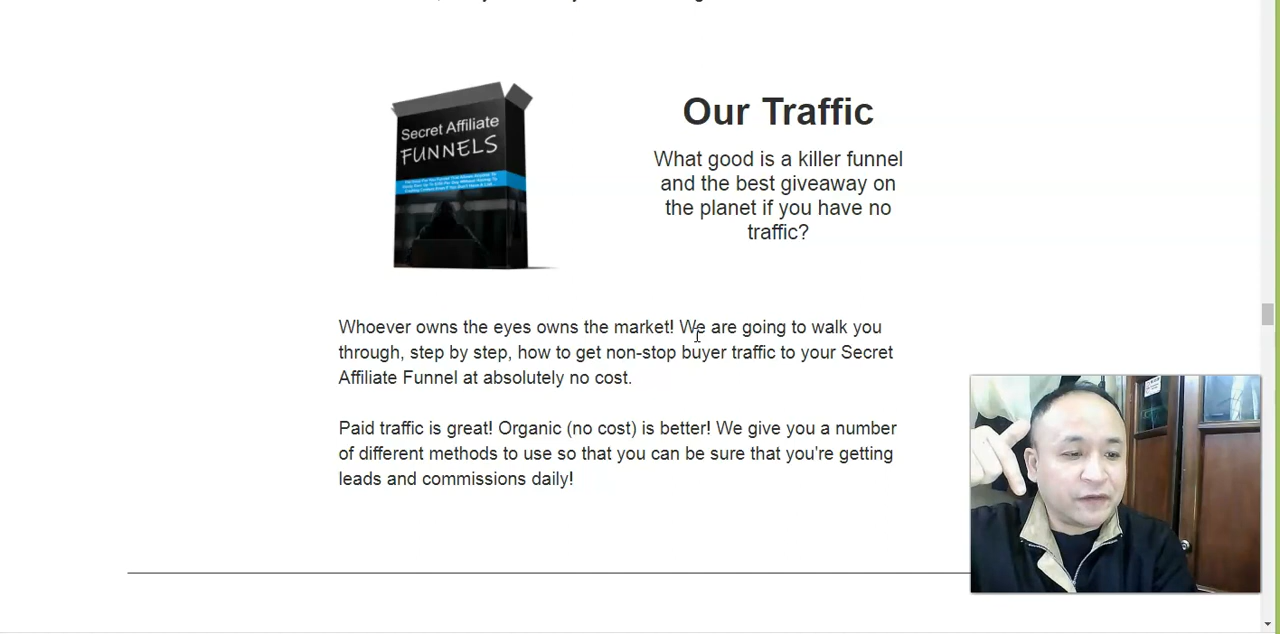 Secret Affiliate
FUNNELS
Our Traffic
What good is a killer funnel
and the best giveaway on
the planet if you have no
traffic?
Whoever owns the eyes owns the market! We are going to walk you
through, step by step, how to get non-stop buyer traffic to your Secret
Affiliate Funnel at absolutely no cost.
Paid traffic is great! Organic (no cost) is better! We give you a number
of different methods to use so that you can be sure that you're getting
leads and commissions daily!